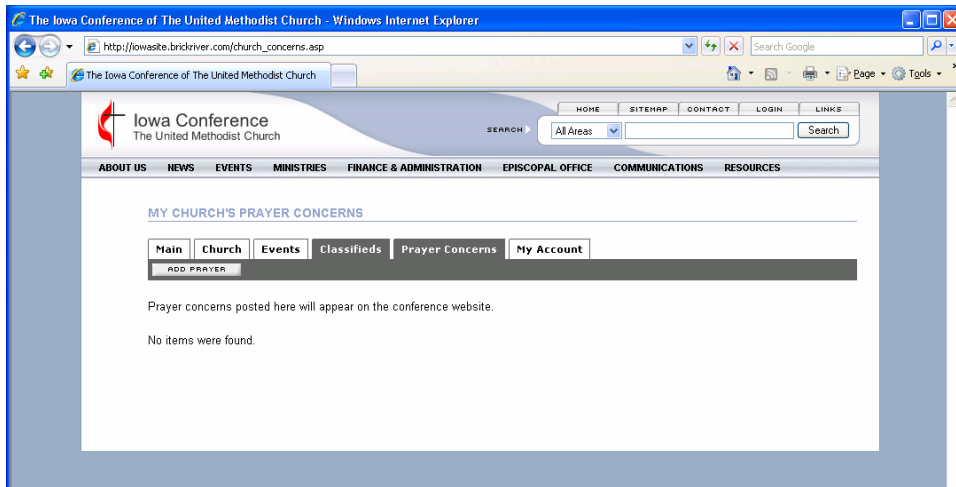 The Iowa Conference of The United Methodist Church - Windows Internet Explorer
http://iowasite.brickriver.com/church_concerns.asp
Search Google
The Iowa Conference of The United Methodist Church
Page
Tools
HOME SITEMAP CONTACT LOGIN LINKS
Iowa Conference
The United Methodist Church
SEARCH All Areas Search
ABOUT US NEWS EVENTS MINISTRIES FINANCE & ADMINISTRATION EPISCOPAL OFFICE COMMUNICATIONS RESOURCES
MY CHURCH'S PRAYER CONCERNS
Main Church Events Classifieds Prayer Concerns My Account
ADD PRAYER
Prayer concerns posted here will appear on the conference website.
No items were found.